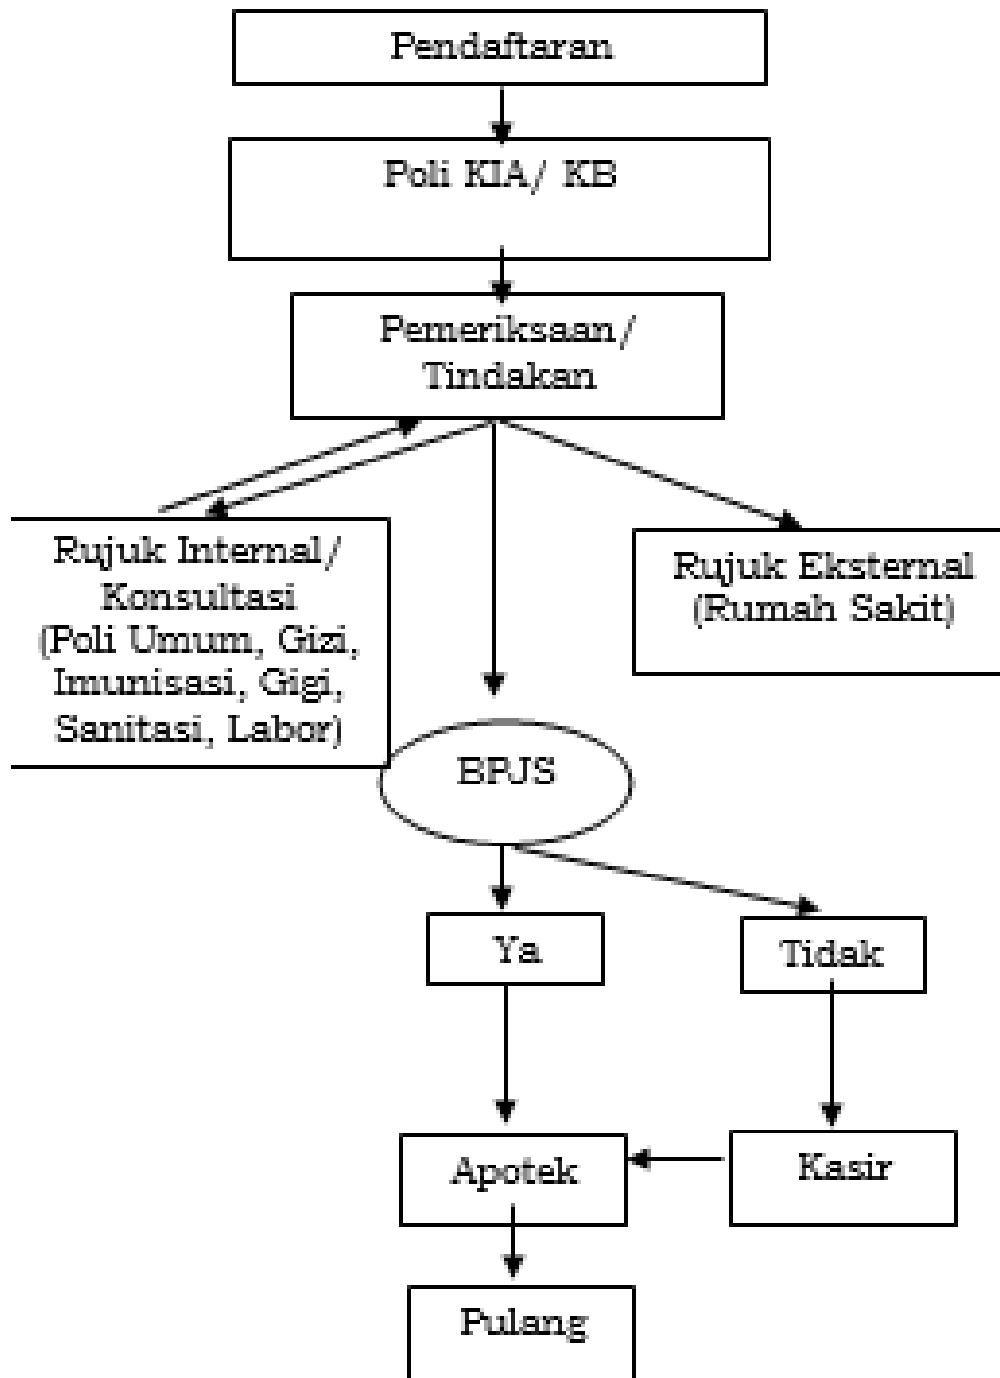 Pendaftaran
Poli KIA/ KB
Pemeriksaan/
Tindakan
Rujuk Internal/
Konsultasi
(Poli Umum, Gizi,
Imunisasi, Gigi,
Sanitasi, Labor)
Rujuk Eksternal
(Rumah Sakit)
BPJS
Ya
Tidak
Apotek
Kasir
Pulang